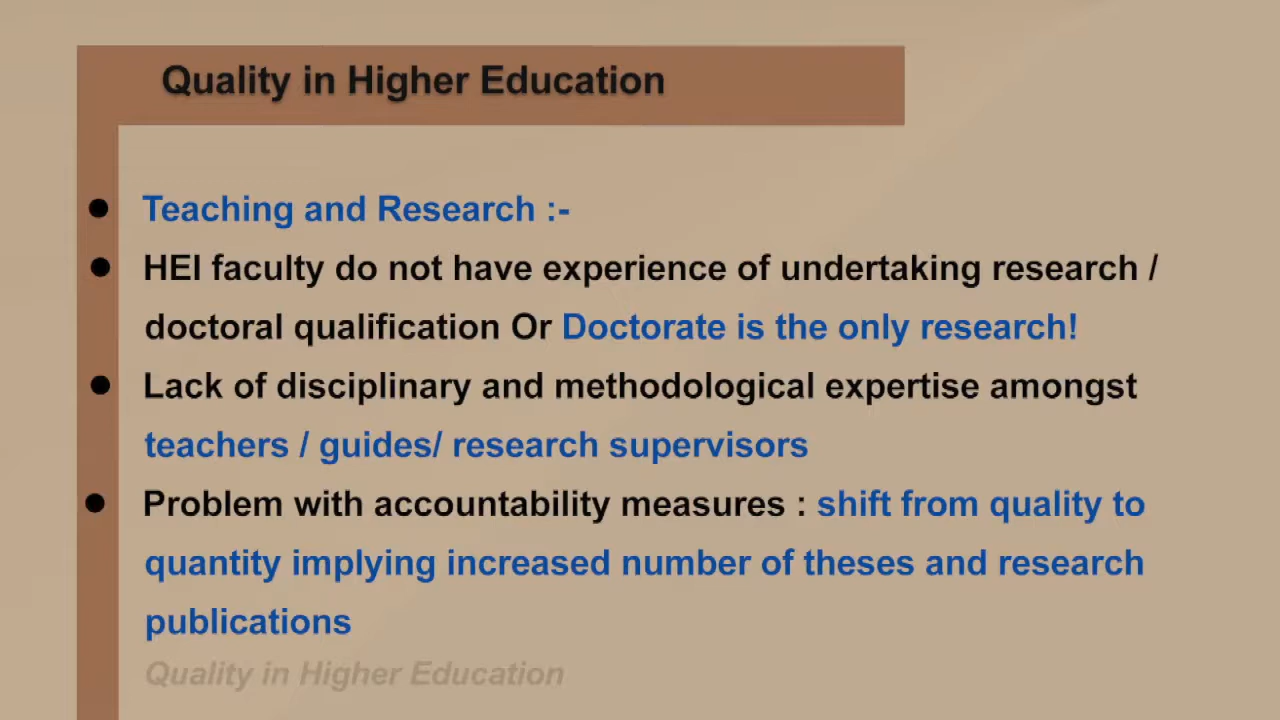 Quality in Higher Education
● Teaching and Research :-
● HEI faculty do not have experience of undertaking research /
doctoral qualification Or Doctorate is the only research!
● Lack of disciplinary and methodological expertise amongst
teachers / guides/ research supervisors
● Problem with accountability measures : shift from quality to
quantity implying increased number of theses and research
publications
Quality in Higher Education